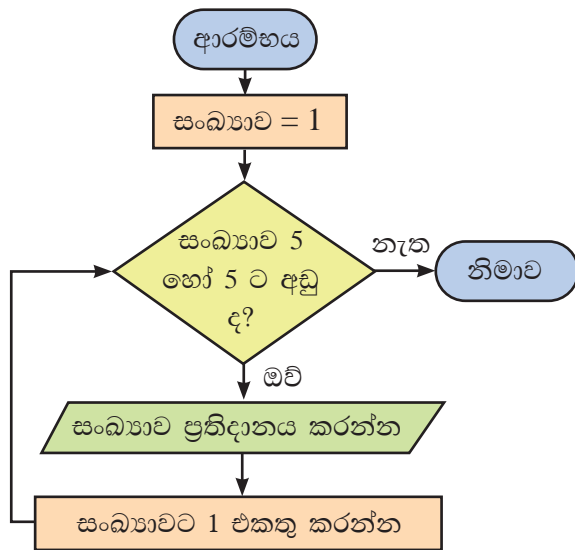 ආරම්භය
සංඛ්‍යාව = 1
සංඛ්‍යාව 5
හෝ 5 ට අඩු
ද?
නැත
නිමාව
ඔව්
සංඛ්‍යාව ප්‍රතිදානය කරන්න
සංඛ්‍යාවට 1 එකතු කරන්න